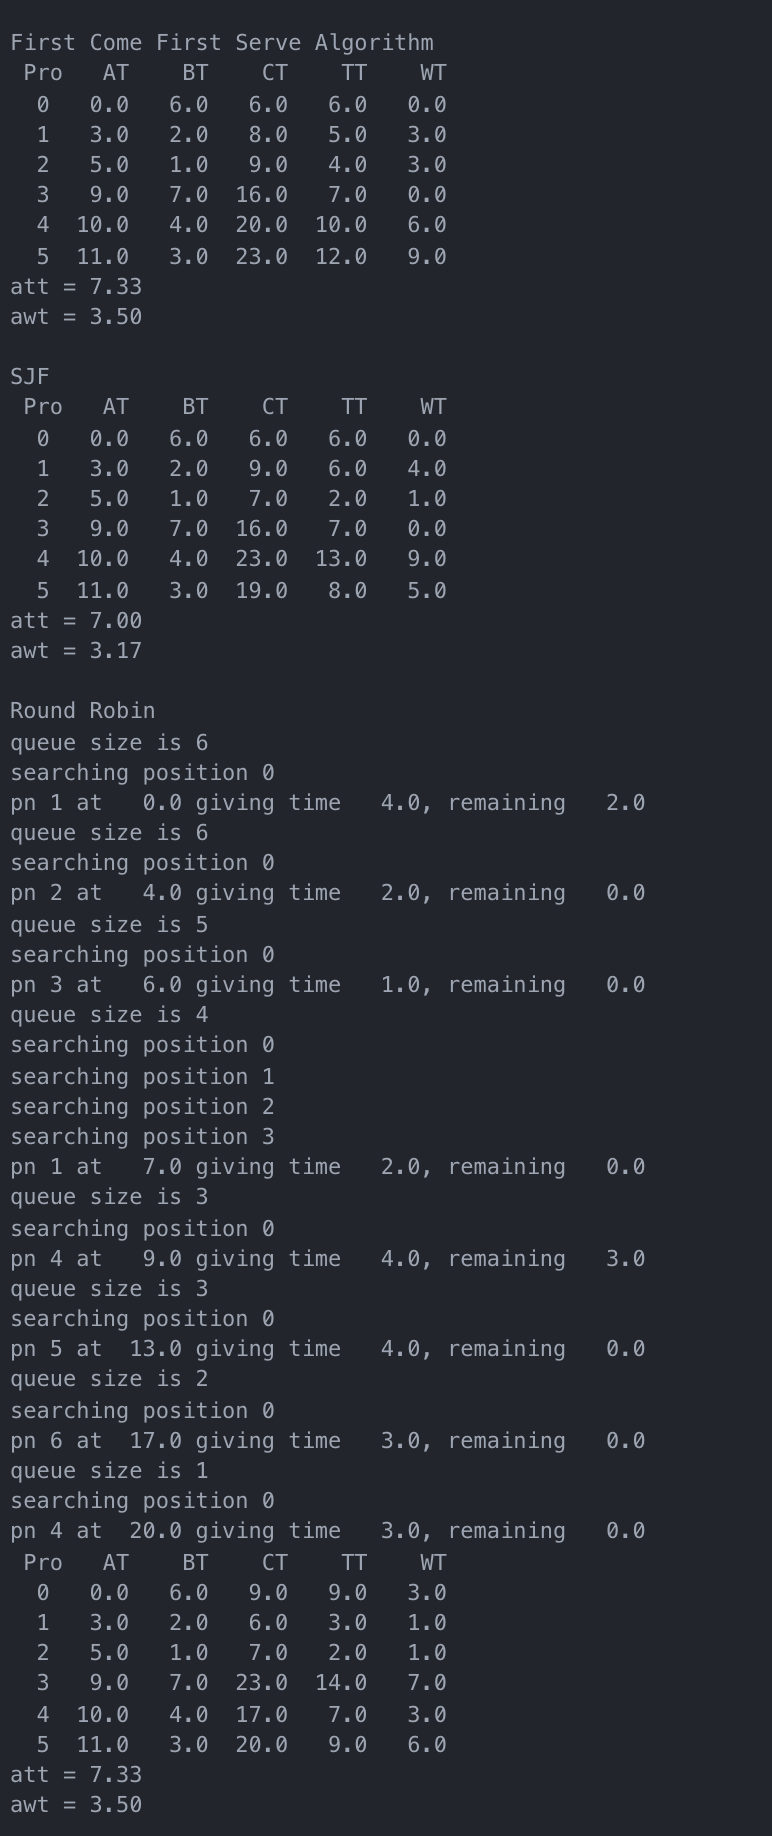 First Come First Serve Algorithm
 Pro   AT    BT    CT    TT    WT
  0   0.0   6.0   6.0   6.0   0.0
  1   3.0   2.0   8.0   5.0   3.0
  2   5.0   1.0   9.0   4.0   3.0
  3   9.0   7.0  16.0   7.0   0.0
  4  10.0   4.0  20.0  10.0   6.0
  5  11.0   3.0  23.0  12.0   9.0
att = 7.33
awt = 3.50

SJF
 Pro   AT    BT    CT    TT    WT
  0   0.0   6.0   6.0   6.0   0.0
  1   3.0   2.0   9.0   6.0   4.0
  2   5.0   1.0   7.0   2.0   1.0
  3   9.0   7.0  16.0   7.0   0.0
  4  10.0   4.0  23.0  13.0   9.0
  5  11.0   3.0  19.0   8.0   5.0
att = 7.00
awt = 3.17

Round Robin
queue size is 6
searching position 0
pn 1 at   0.0 giving time   4.0, remaining   2.0
queue size is 6
searching position 0
pn 2 at   4.0 giving time   2.0, remaining   0.0
queue size is 5
searching position 0
pn 3 at   6.0 giving time   1.0, remaining   0.0
queue size is 4
searching position 0
searching position 1
searching position 2
searching position 3
pn 1 at   7.0 giving time   2.0, remaining   0.0
queue size is 3
searching position 0
pn 4 at   9.0 giving time   4.0, remaining   3.0
queue size is 3
searching position 0
pn 5 at  13.0 giving time   4.0, remaining   0.0
queue size is 2
searching position 0
pn 6 at  17.0 giving time   3.0, remaining   0.0
queue size is 1
searching position 0
pn 4 at  20.0 giving time   3.0, remaining   0.0
 Pro   AT    BT    CT    TT    WT
  0   0.0   6.0   9.0   9.0   3.0
  1   3.0   2.0   6.0   3.0   1.0
  2   5.0   1.0   7.0   2.0   1.0
  3   9.0   7.0  23.0  14.0   7.0
  4  10.0   4.0  17.0   7.0   3.0
  5  11.0   3.0  20.0   9.0   6.0
att = 7.33
awt = 3.50